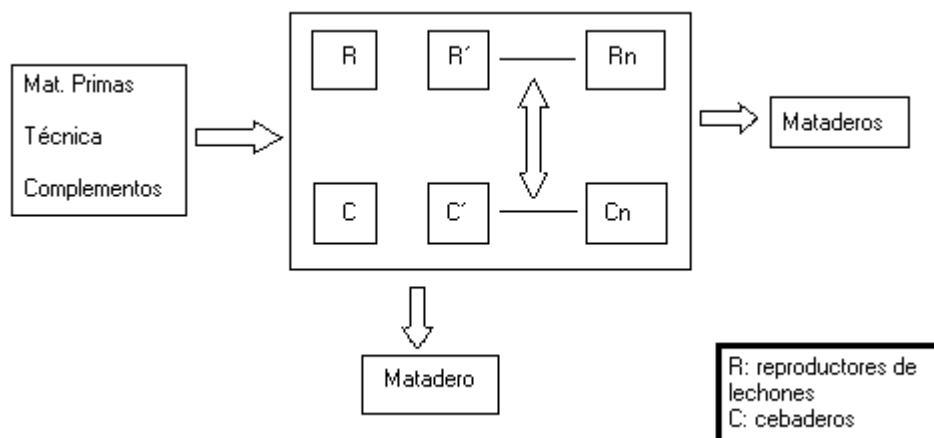 Mat. Primas
Técnica
Complementos
R
R´
Rn
C
C´
Cn
Mataderos
Matadero
R: reproductores de
lechones
C: cebaderos